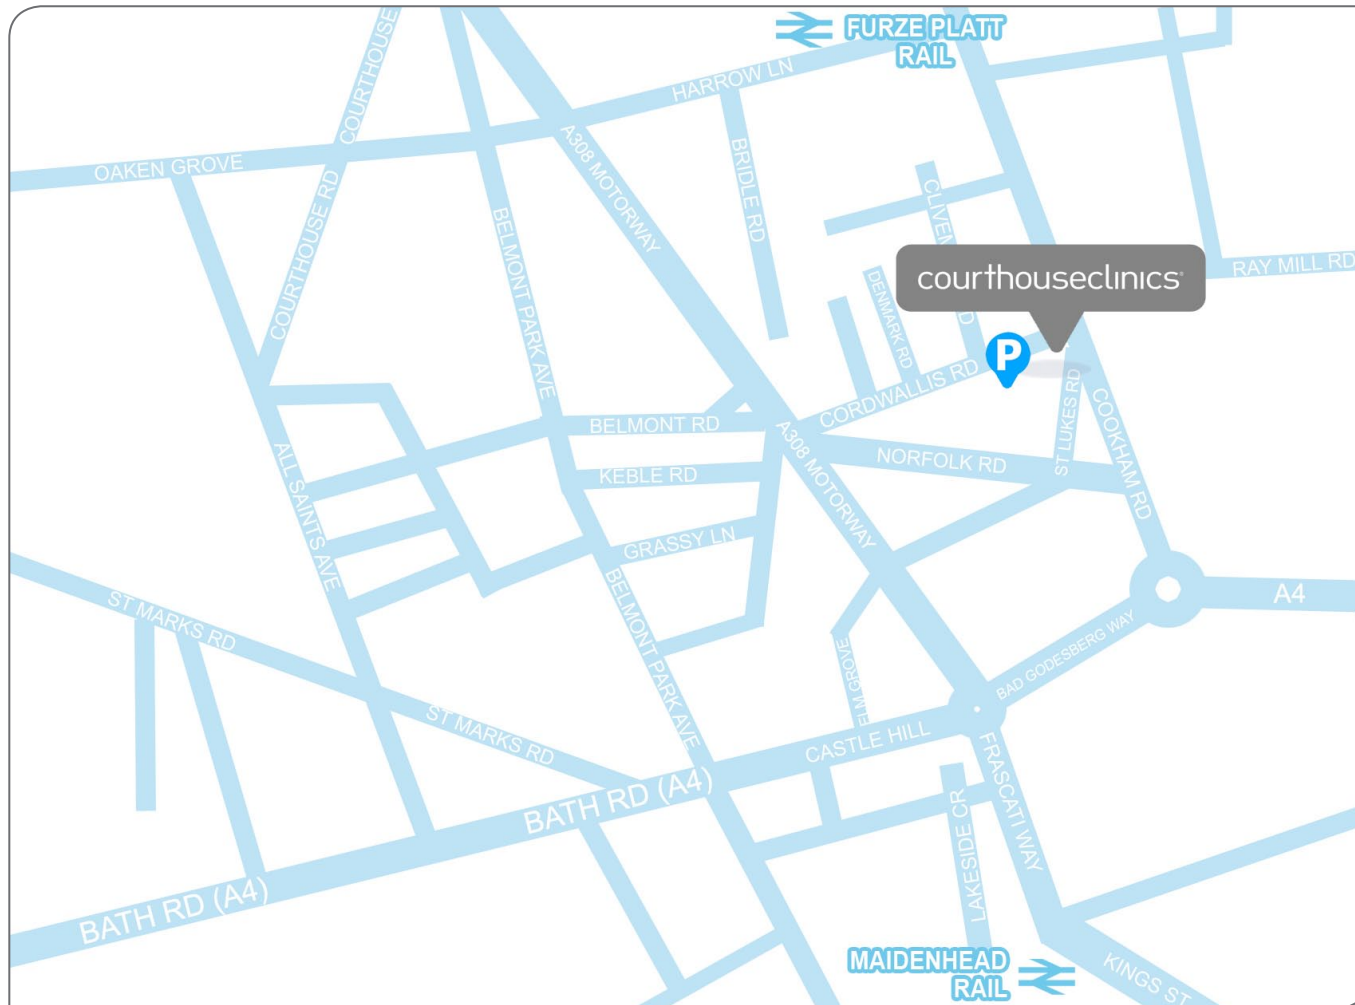 FURZE PLATT
RAIL
COURTHOUSE
HARROW LN
OAKEN GROVE
A308 MOTORWAY
BRIDLE RD
COURTHOUSE RD
BELMONT PARK AVE
DENMARK RD
courthouseclinics
RAY MILL RD
P
CORDWALLIS RD
ST LUKES RD
COOKHAM RD
BELMONT RD
A308 MOTORWAY
NORFOLK RD
KEBLE RD
ALL SAINTS AVE
GRASSY LN
BELMONT PARK AVE
A4
ST MARKS RD
BAD GODESBERG WAY
ELM GROVE
ST MARKS RD
CASTLE HILL
FRASCATI WAY
BATH RD (A4)
LAKESIDE CR
BATH RD (A4)
MAIDENHEAD
RAIL
KINGS ST